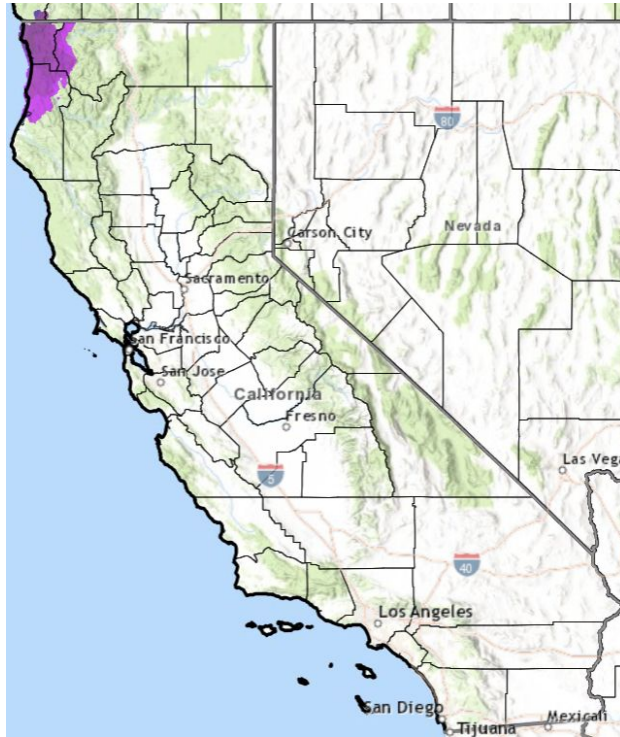 80
Carson City
Nevada
Sacramento
San Francisco
San Jose
California
Fresno
Las Vega
5
40
Los Angeles
San Diego
Tijuana
Mexicali